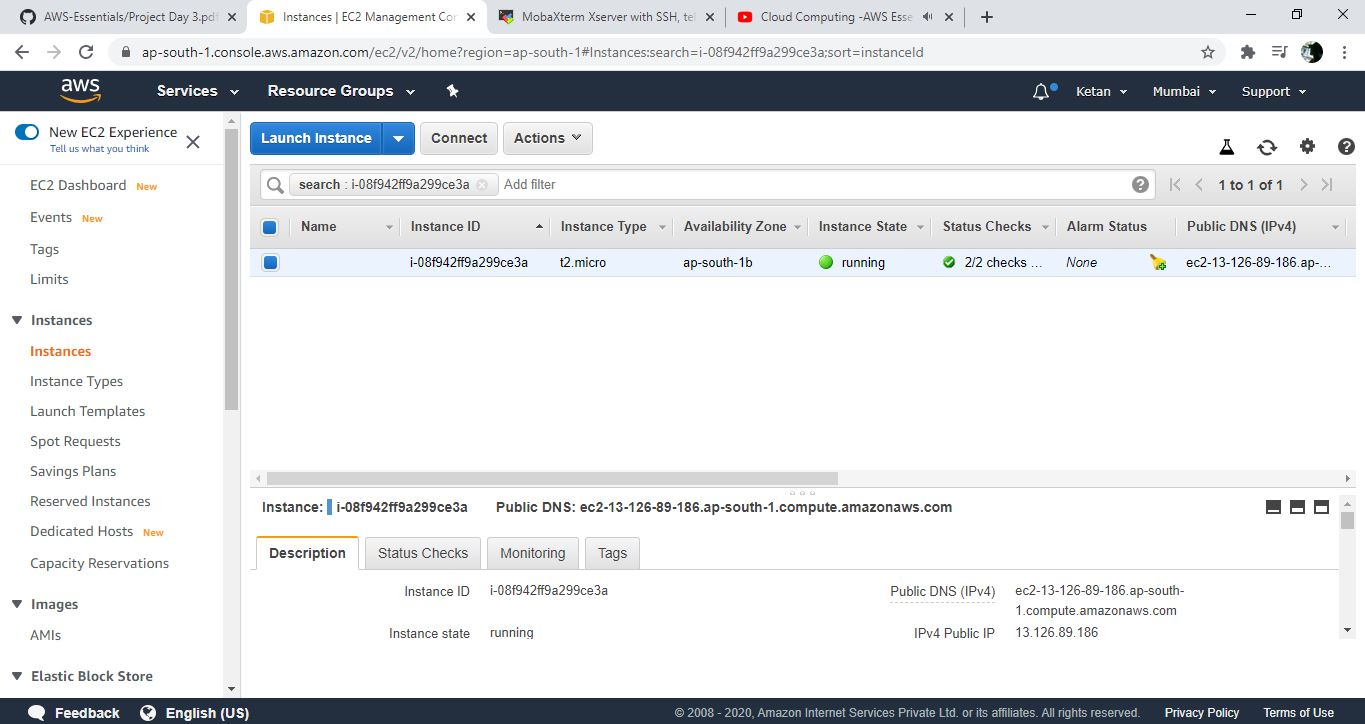 AWS-Essentials/Project Day 3.pdf
Instances | EC2 Management Con
MobaXterm Xserver with SSH, tel
Cloud Computing -AWS Esse
ap-south-1.console.aws.amazon.com/ec2/v2/home?region=ap-south-1#Instances:search=i-08f942ff9a299ce3a;sort=instanceId
aws
Services
Resource Groups
Ketan
Mumbai
Support
New EC2 Experience
Tell us what you think
EC2 Dashboard New
Events New
Tags
Limits
Instances
Instances
Instance Types
Launch Templates
Spot Requests
Savings Plans
Reserved Instances
Dedicated Hosts New
Capacity Reservations
Images
AMIs
Elastic Block Store
Launch Instance
Connect
Actions
search : i-08f942ff9a299ce3a Add filter
1 to 1 of 1
Name Instance ID Instance Type Availability Zone Instance State Status Checks Alarm Status Public DNS (IPv4)
i-08f942ff9a299ce3a t2.micro ap-south-1b running 2/2 checks ... None ec2-13-126-89-186.ap-...
Instance: i-08f942ff9a299ce3a Public DNS: ec2-13-126-89-186.ap-south-1.compute.amazonaws.com
Description Status Checks Monitoring Tags
Instance ID i-08f942ff9a299ce3a
Public DNS (IPv4) ec2-13-126-89-186.ap-south-
1.compute.amazonaws.com
Instance state running
IPv4 Public IP 13.126.89.186
Feedback
English (US)
© 2008 - 2020, Amazon Internet Services Private Ltd. or its affiliates. All rights reserved.
Privacy Policy
Terms of Use